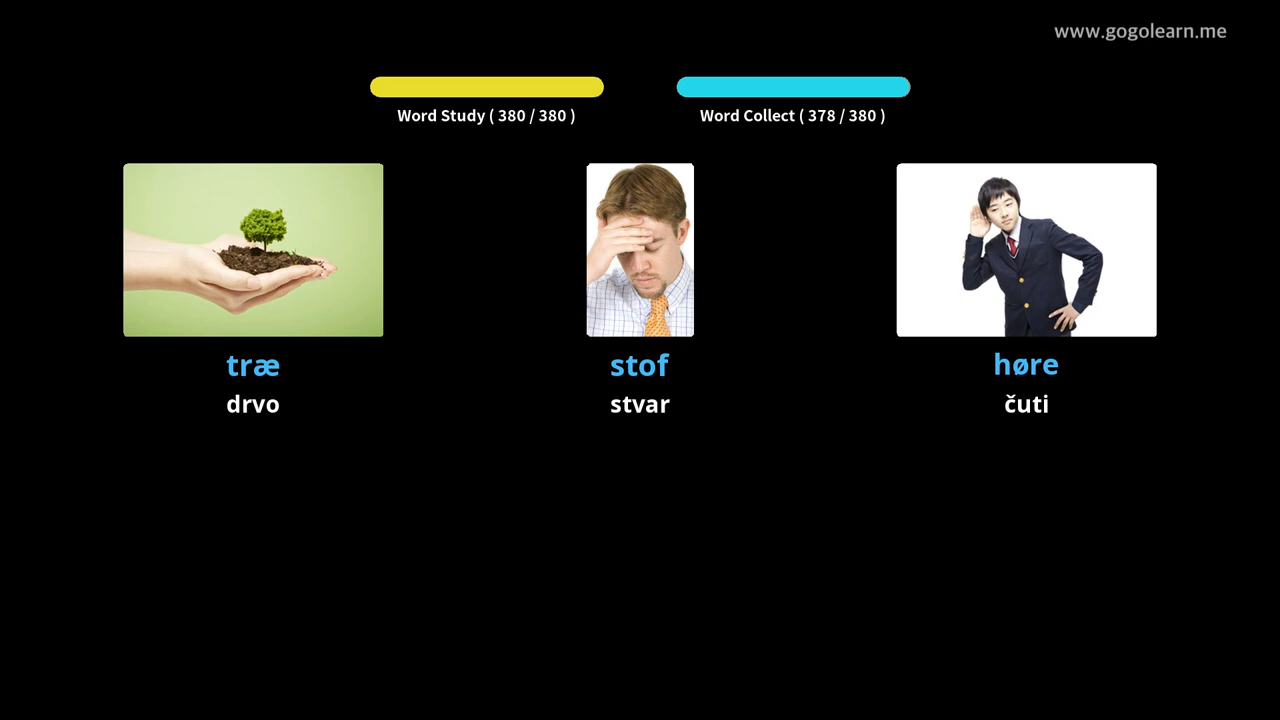 www.gogolearn.me
Word Study ( 380 / 380 )
Word Collect ( 378 / 380 )
træ
stof
høre
drvo
stvar
čuti